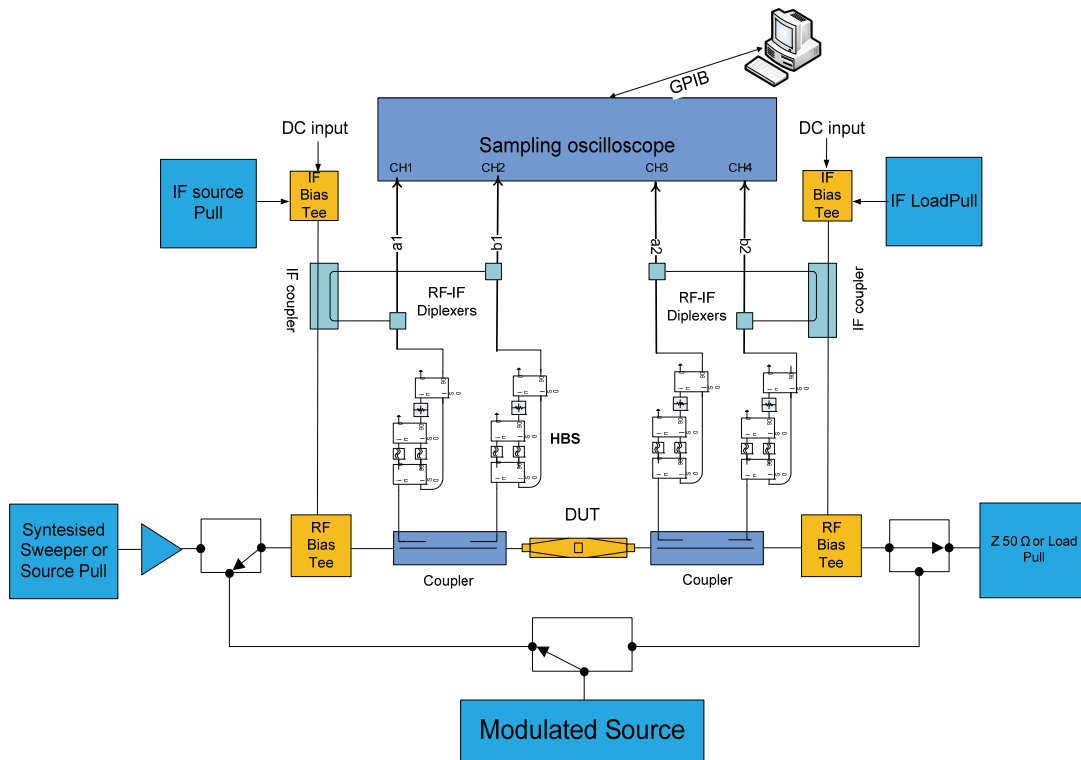 GPIB
Sampling oscilloscope
CH1
CH2
CH3
CH4
DC input
DC input
IF source
Pull
IF
Bias
Tee
IF
Bias
Tee
IF LoadPull
a1
b1
a2
b2
IF coupler
RF-IF
Diplexers
RF-IF
Diplexers
IF coupler
HBS
DUT
Syntesised
Sweeper or
Source Pull
RF
Bias
Tee
Coupler
Coupler
RF
Bias
Tee
Z 50 Ω or Load
Pull
Modulated Source